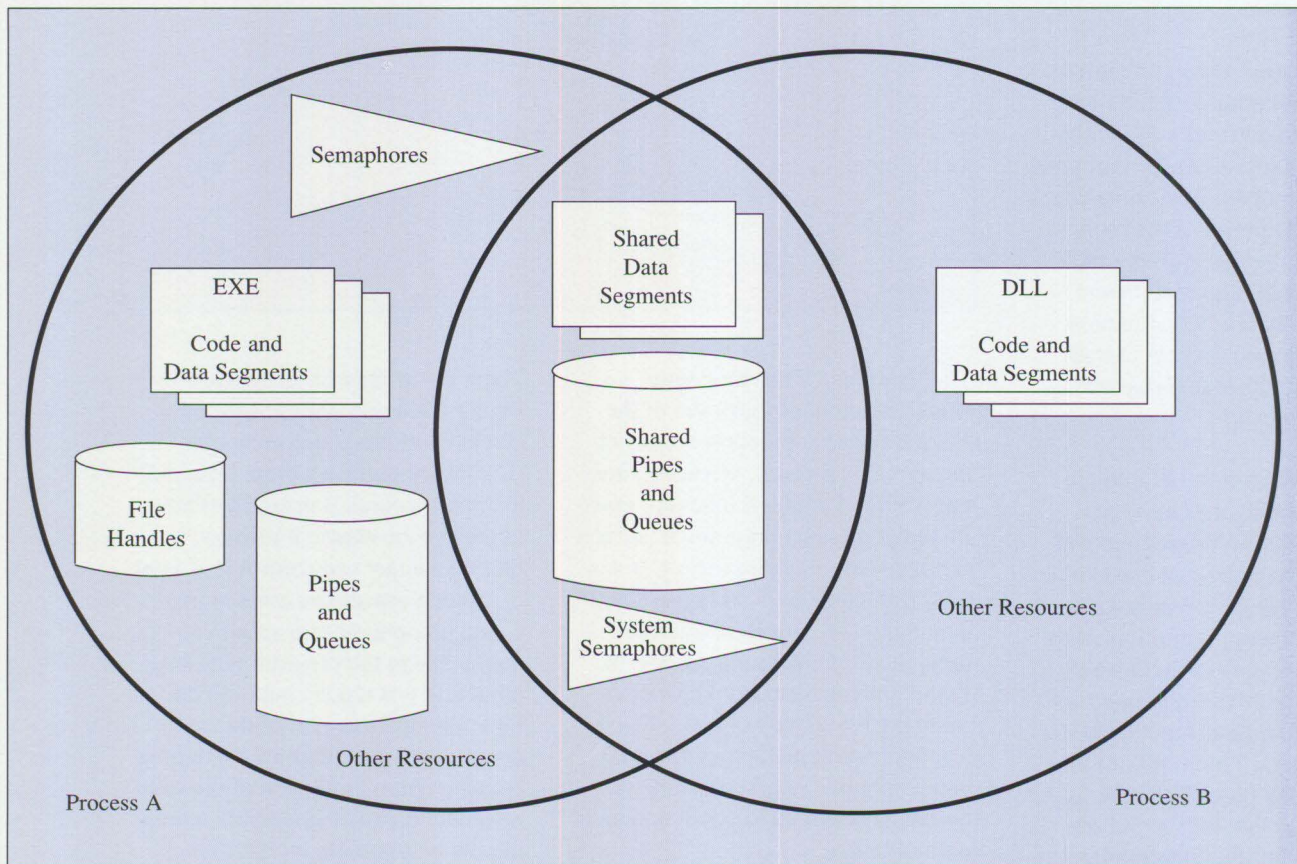 Semaphores
EXE
Code and
Data Segments
File
Handles
Pipes
and
Queues
Other Resources
Process A
Shared
Data
Segments
Shared
Pipes
and
Queues
System
Semaphores
DLL
Code and
Data Segments
Other Resources
Process B